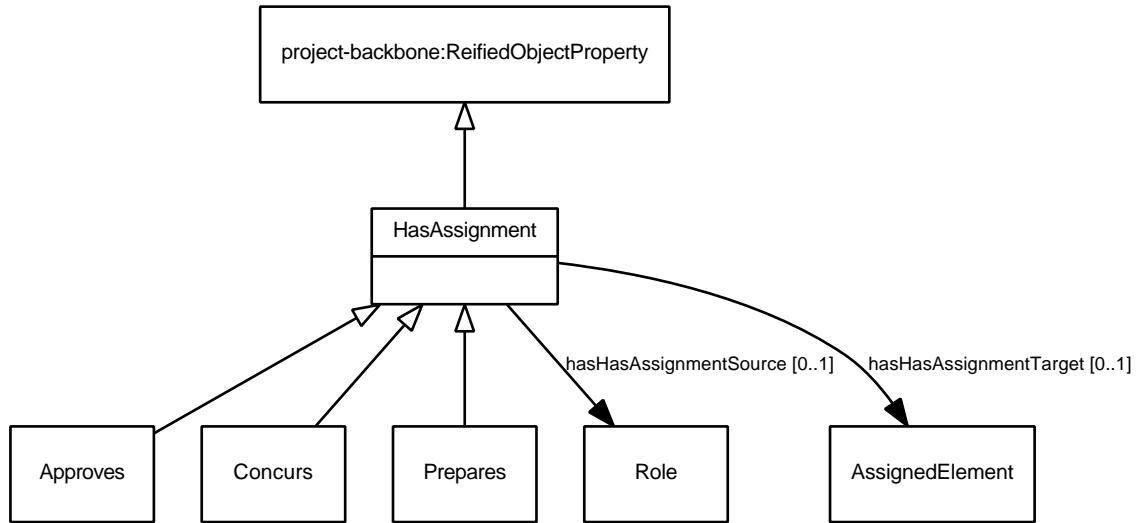 project-backbone:ReifiedObjectProperty
HasAssignment
hasHasAssignmentSource [0..1]
hasHasAssignmentTarget [0..1]
Approves
Concurs
Prepares
Role
AssignedElement